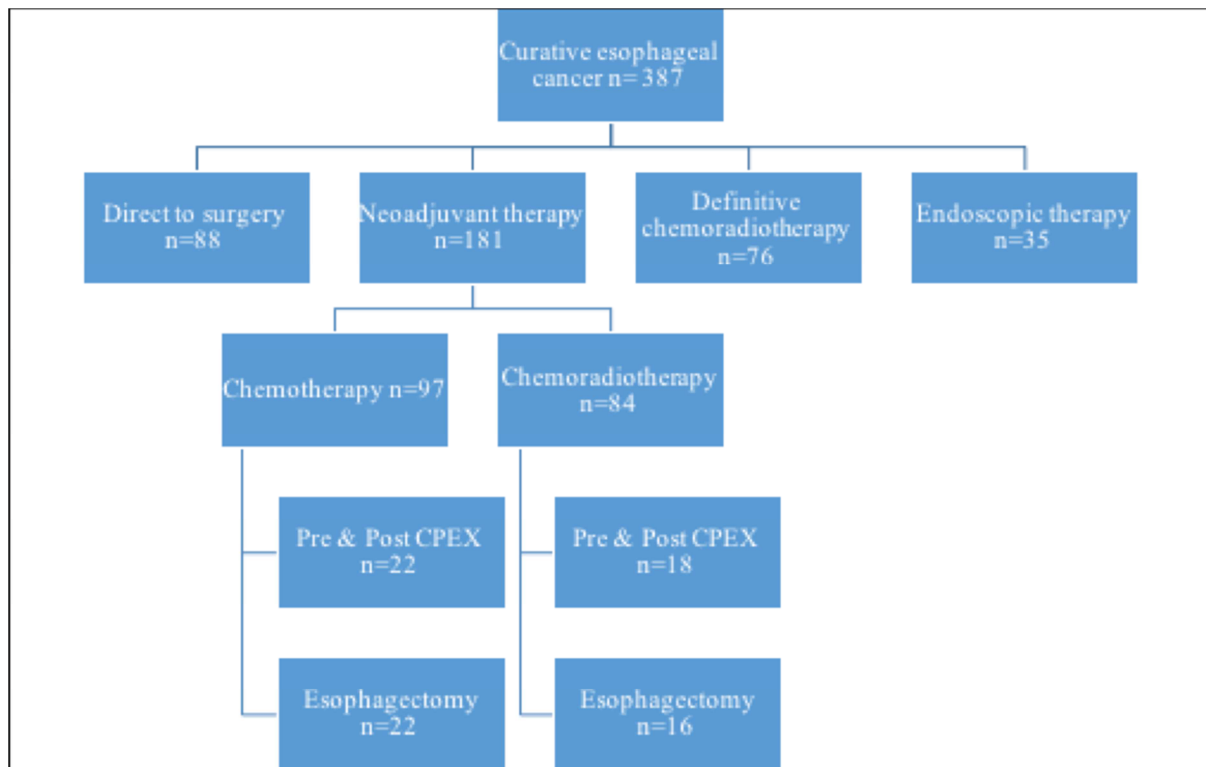 Curative esophageal
cancer n= 387
Direct to surgery
n=88
Neoadjuvant therapy
n=181
Definitive
chemoradiotherapy
n=76
Endoscopic therapy
n=35
Chemotherapy n=97
Chemoradiotherapy
n=84
Pre & Post CPEX
n=22
Pre & Post CPEX
n=18
Esophagectomy
n=22
Esophagectomy
n=16